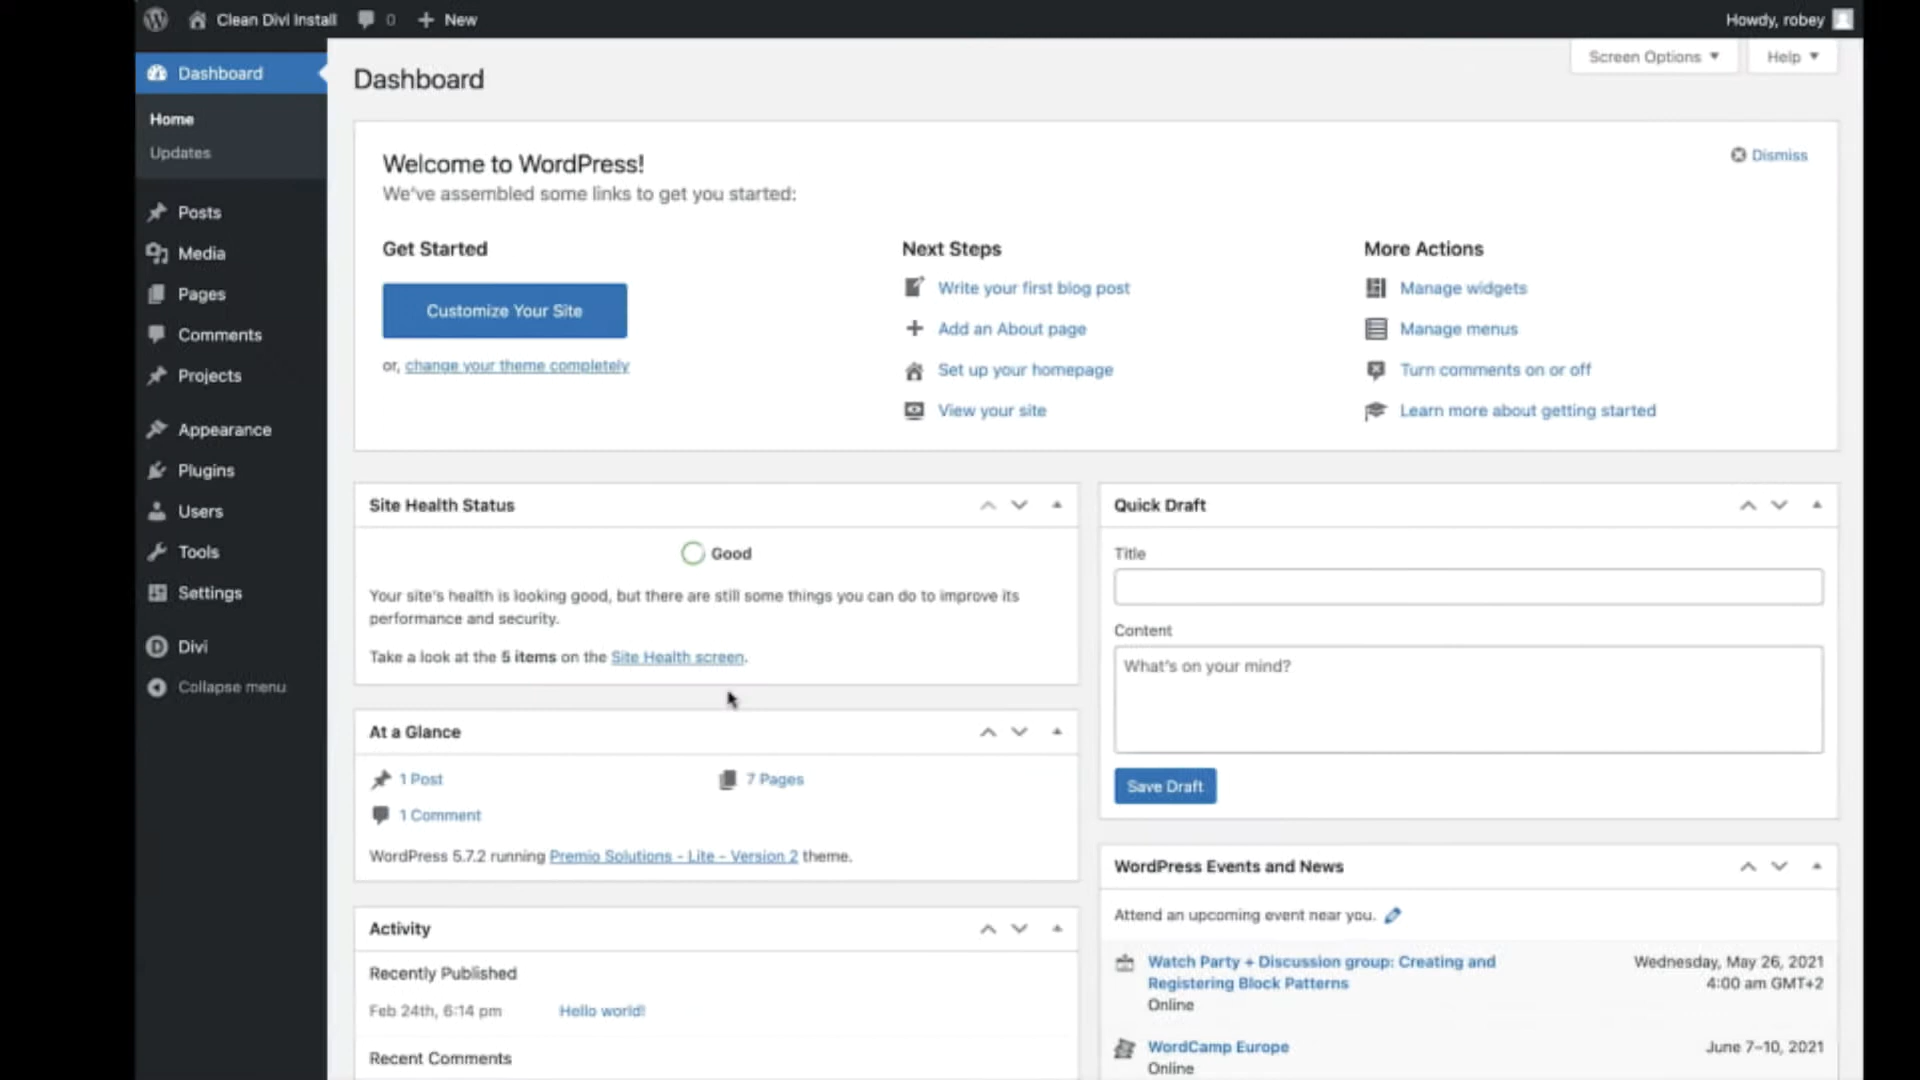 Clean Divi Install 0 New
Howdy, robey
Dashboard
Home
Updates
Posts
Media
Pages
Comments
Projects
Appearance
Plugins
Users
Tools
Settings
Divi
Collapse menu
Screen Options
Help
Dashboard
Welcome to WordPress!
We've assembled some links to get you started:
Dismiss
Get Started
Customize Your Site
or, change your theme completely
Next Steps
Write your first blog post
Add an About page
Set up your homepage
View your site
More Actions
Manage widgets
Manage menus
Turn comments on or off
Learn more about getting started
Site Health Status
Good
Your site's health is looking good, but there are still some things you can do to improve its
performance and security.
Take a look at the 5 items on the Site Health screen.
At a Glance
1 Post
7 Pages
1 Comment
WordPress 5.7.2 running Premio Solutions - Lite - Version 2 theme.
Activity
Recently Published
Feb 24th, 6:14 pm Hello world!
Recent Comments
Quick Draft
Title
Content
What's on your mind?
Save Draft
WordPress Events and News
Attend an upcoming event near you.
Watch Party + Discussion group: Creating and
Registering Block Patterns
Online
Wednesday, May 26, 2021
4:00 am GMT+2
WordCamp Europe
Online
June 7–10, 2021